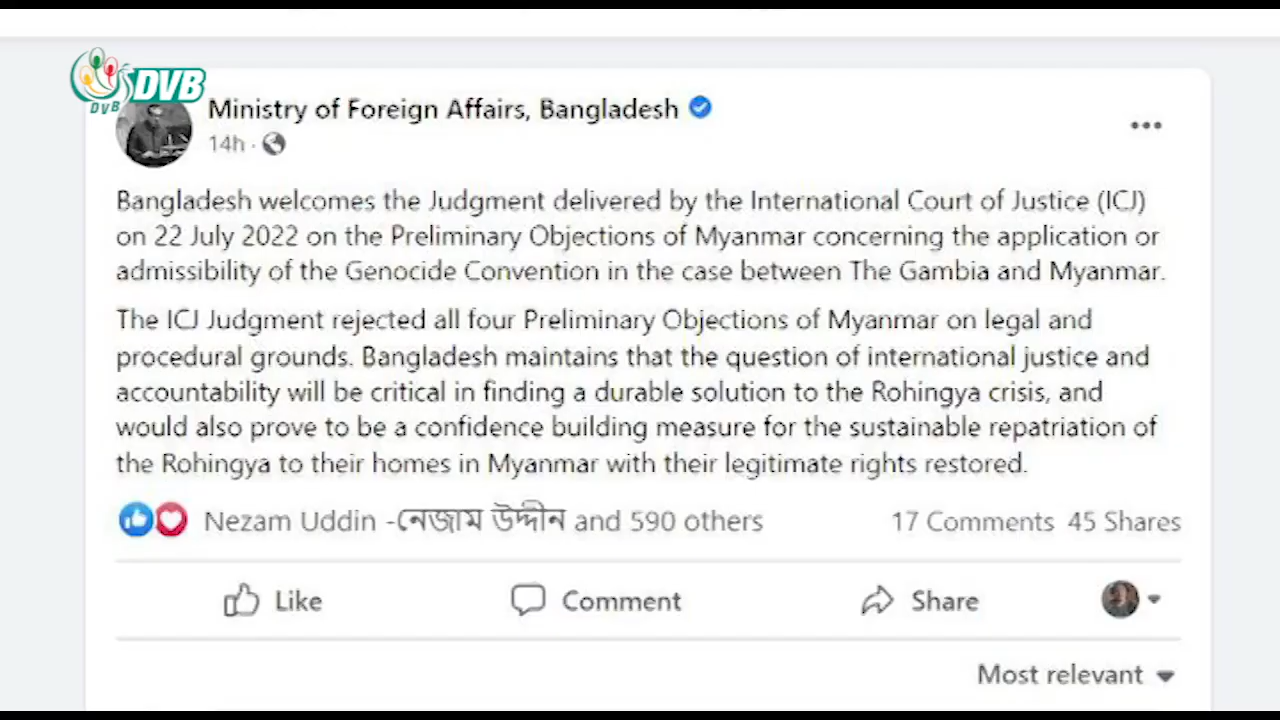 DVB
DVB
Ministry of Foreign Affairs, Bangladesh
14h ·
Bangladesh welcomes the Judgment delivered by the International Court of Justice (ICJ)
on 22 July 2022 on the Preliminary Objections of Myanmar concerning the application or
admissibility of the Genocide Convention in the case between The Gambia and Myanmar.
The ICJ Judgment rejected all four Preliminary Objections of Myanmar on legal and
procedural grounds. Bangladesh maintains that the question of international justice and
accountability will be critical in finding a durable solution to the Rohingya crisis, and
would also prove to be a confidence building measure for the sustainable repatriation of
the Rohingya to their homes in Myanmar with their legitimate rights restored.
Nezam Uddin -নেজাম উদ্দীন and 590 others 17 Comments 45 Shares
Like Comment Share
Most relevant